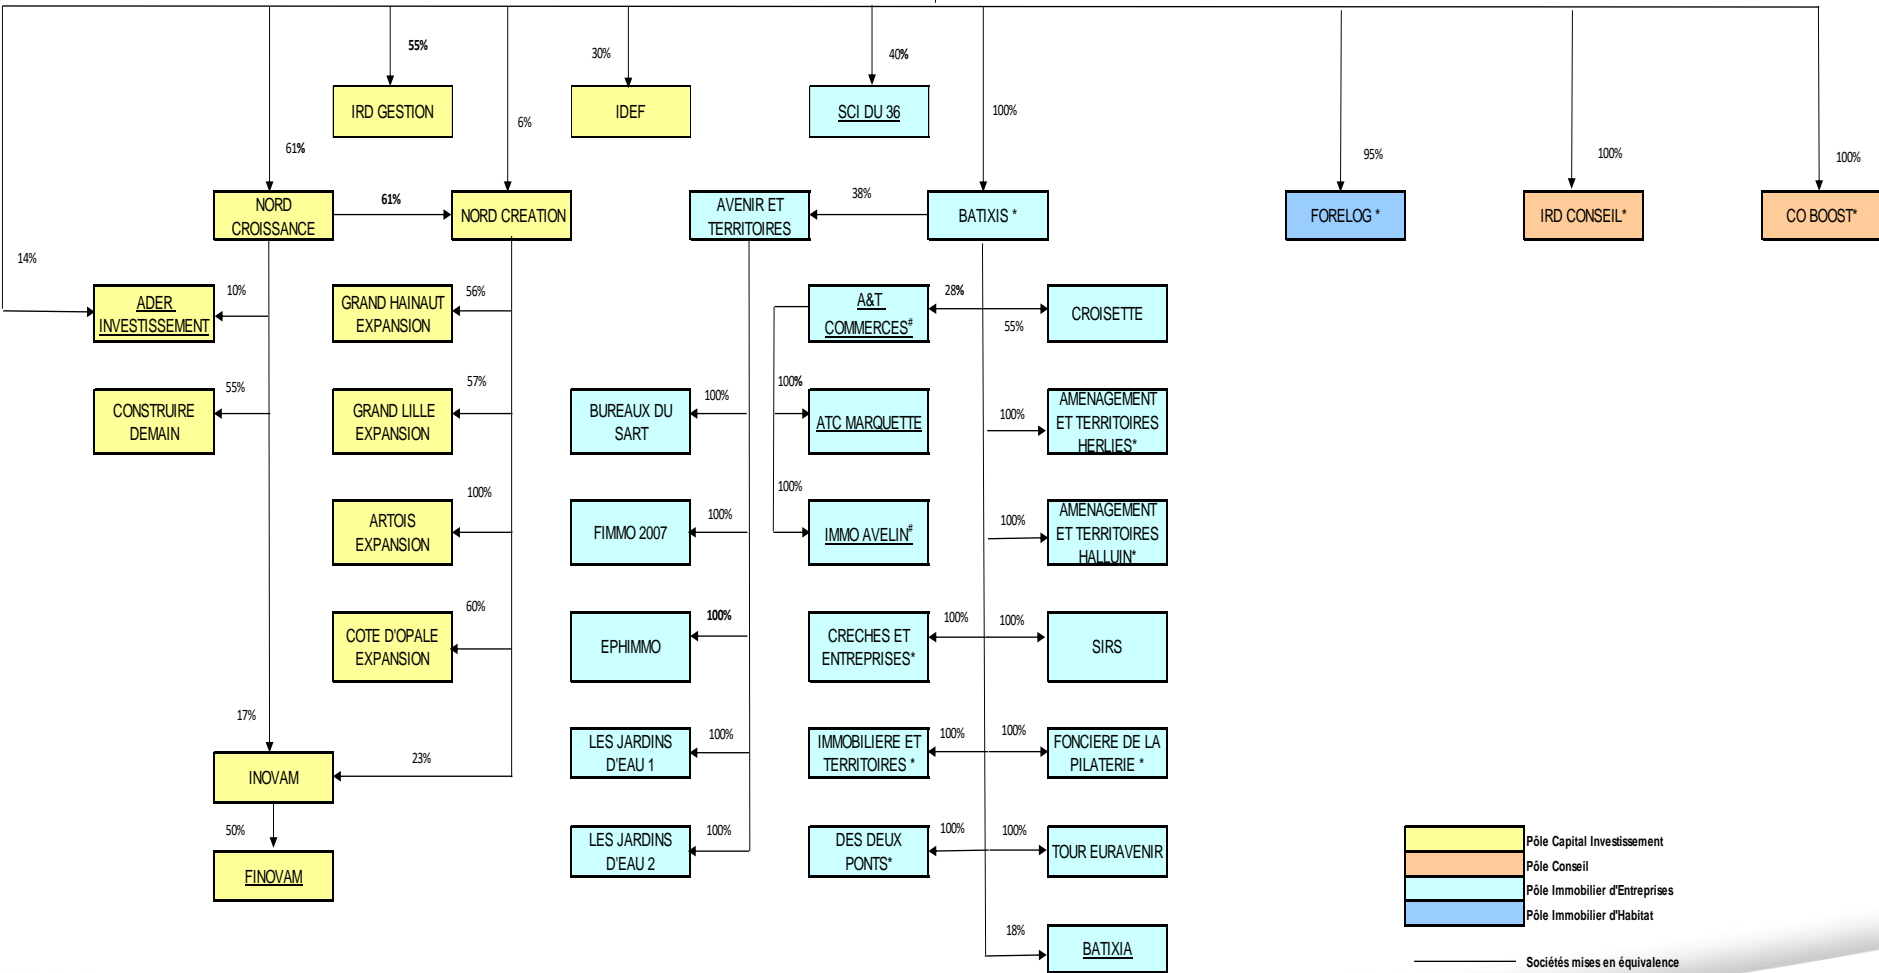 55%
30%
40%
IRD GESTION
IDEF
SCI DU 36
6%
100%
61%
95%
100%
100%
NORD
CROISSANCE
61%
NORD CREATION
AVENIR ET
TERRITOIRES
38%
BATIXIS *
FORELOG *
IRD CONSEIL*
CO BOOST*
14%
ADER
INVESTISSEMENT
10%
GRAND HAINAUT
EXPANSION
56%
A&T
COMMERCES#
28%
55%
CROISETTE
CONSTRUIRE
DEMAIN
55%
GRAND LILLE
EXPANSION
57%
BUREAUX DU
SART
100%
100%
ATC MARQUETTE
100%
AMENAGEMENT
ET TERRITOIRES
HERLIES*
ARTOIS
EXPANSION
100%
FIMMO 2007
100%
100%
IMMO AVELIN#
100%
AMENAGEMENT
ET TERRITOIRES
HALLUIN*
COTE D'OPALE
EXPANSION
60%
EPHIMMO
100%
CRECHES ET
ENTREPRISES*
100%
100%
SIRS
17%
INOVAM
23%
LES JARDINS
D'EAU 1
100%
IMMOBILIERE ET
TERRITOIRES *
100%
100%
FONCIERE DE LA
PILATERIE *
50%
FINOVAM
LES JARDINS
D'EAU 2
100%
DES DEUX
PONTS*
100%
100%
TOUR EURAVENIR
18%
BATIXIA
Pôle Capital Investissement
Pôle Conseil
Pôle Immobilier d'Entreprises
Pôle Immobilier d'Habitat
Sociétés mises en équivalence